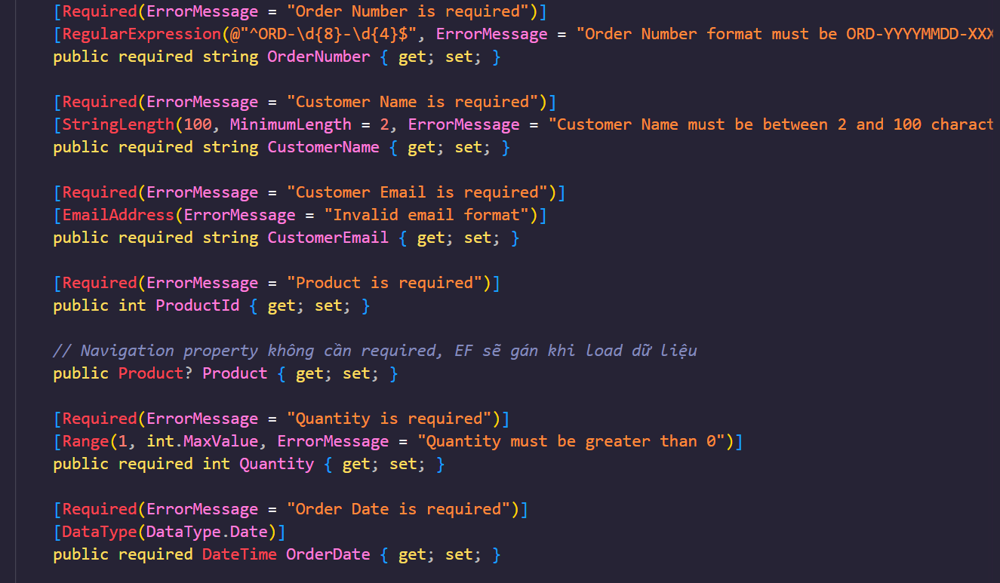 [Required(ErrorMessage = "Order Number is required")]
[RegularExpression(@"^ORD-\d{8}-\d{4}$", ErrorMessage = "Order Number format must be ORD-YYYYMMDD-XXX
public required string OrderNumber { get; set; }
[Required(ErrorMessage = "Customer Name is required")]
[StringLength(100, MinimumLength = 2, ErrorMessage = "Customer Name must be between 2 and 100 charact
public required string CustomerName { get; set; }
[Required(ErrorMessage = "Customer Email is required")]
[EmailAddress(ErrorMessage = "Invalid email format")]
public required string CustomerEmail { get; set; }
[Required(ErrorMessage = "Product is required")]
public int ProductId { get; set; }
// Navigation property không cần required, EF sẽ gán khi load dữ liệu
public Product? Product { get; set; }
[Required(ErrorMessage = "Quantity is required")]
[Range(1, int.MaxValue, ErrorMessage = "Quantity must be greater than 0")]
public required int Quantity { get; set; }
[Required(ErrorMessage = "Order Date is required")]
[DataType(DataType.Date)]
public required DateTime OrderDate { get; set; }